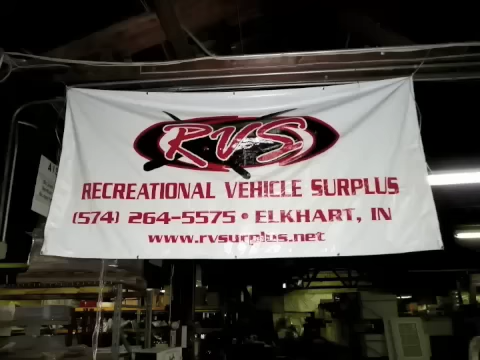 RVS
RECREATIONAL VEHICLE SURPLUS
(574) 264-5575 • ELKHART, IN
www.rvsurplus.net